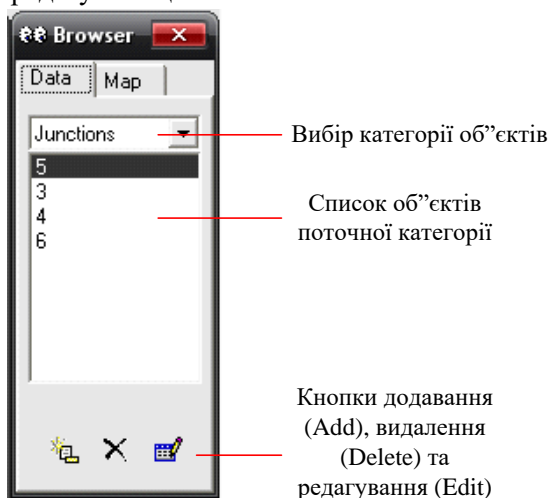 Browser
Data Map
Junctions
5
3
4
6
Вибір категорії об”єктів
Список об”єктів
поточної категорії
Кнопки додавання
(Add), видалення
(Delete) та
редагування (Edit)